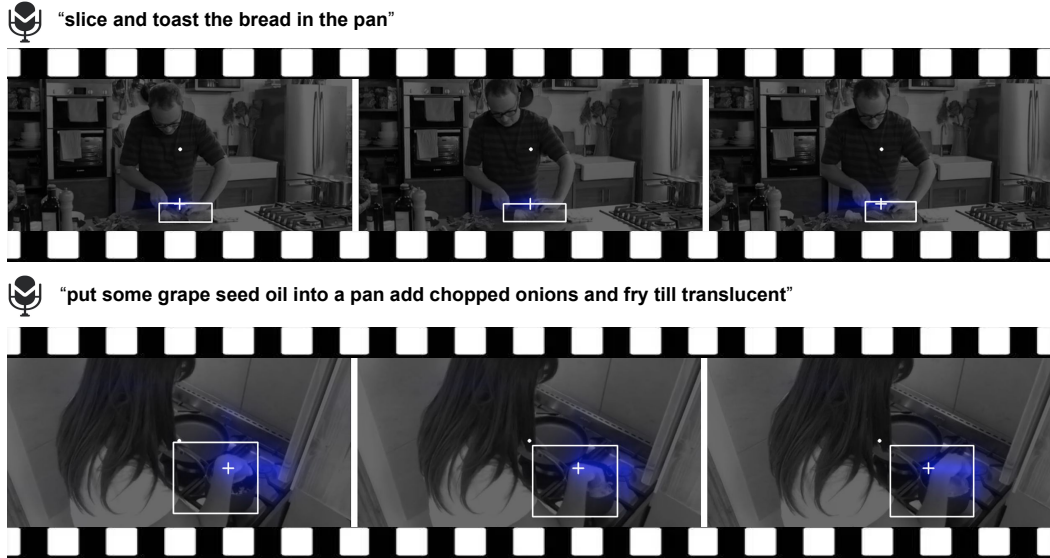 “slice and toast the bread in the pan”
“put some grape seed oil into a pan add chopped onions and fry till translucent”